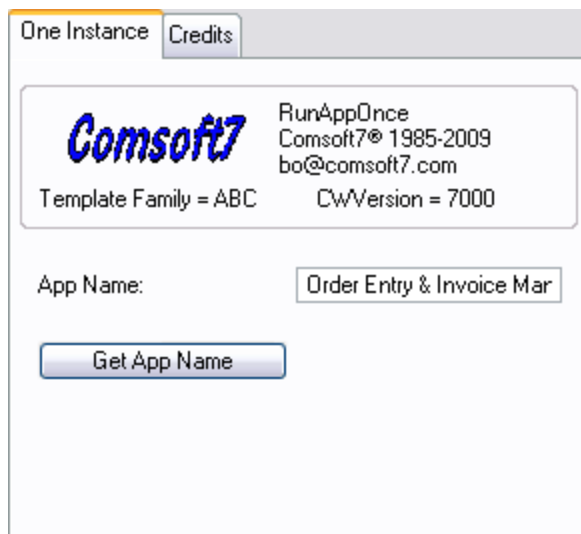 One Instance
Credits
Comsoft7
RunAppOnce
Comsoft7® 1985-2009
bo@comsoft7.com
Template Family = ABC
CWVersion = 7000
App Name:
Order Entry & Invoice Mar
Get App Name